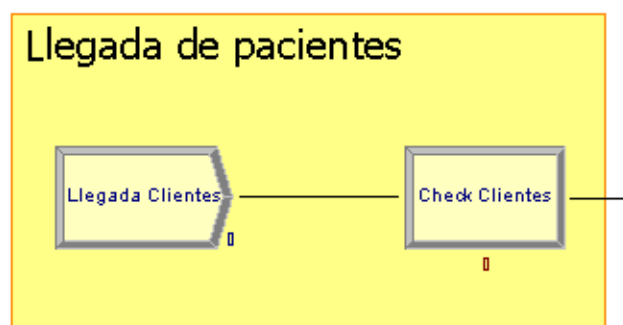 Llegada de pacientes
Llegada Clientes
Check Clientes
0
0